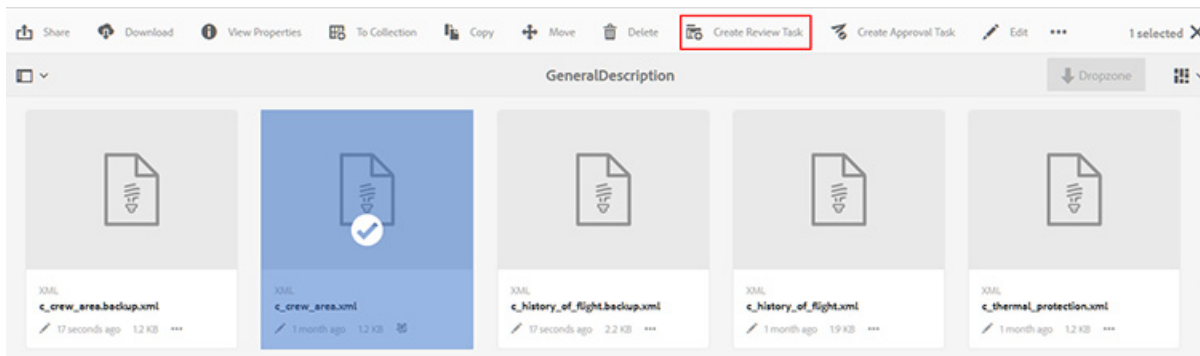 Share Download View Properties To Collection Copy Move Delete Create Review Task Create Approval Task Edit ••• 1 selected
GeneralDescription Dropzone
XML XML XML XML XML
c_crew_area.backup.xml c_crew_area.xml c_history_of_flight.backup.xml c_history_of_flight.xml c_thermal_protection.xml
17 seconds ago 1.2 KB ••• 1 month ago 1.2 KB 17 seconds ago 2.2 KB ••• 1 month ago 1.9 KB ••• 1 month ago 1.2 KB •••